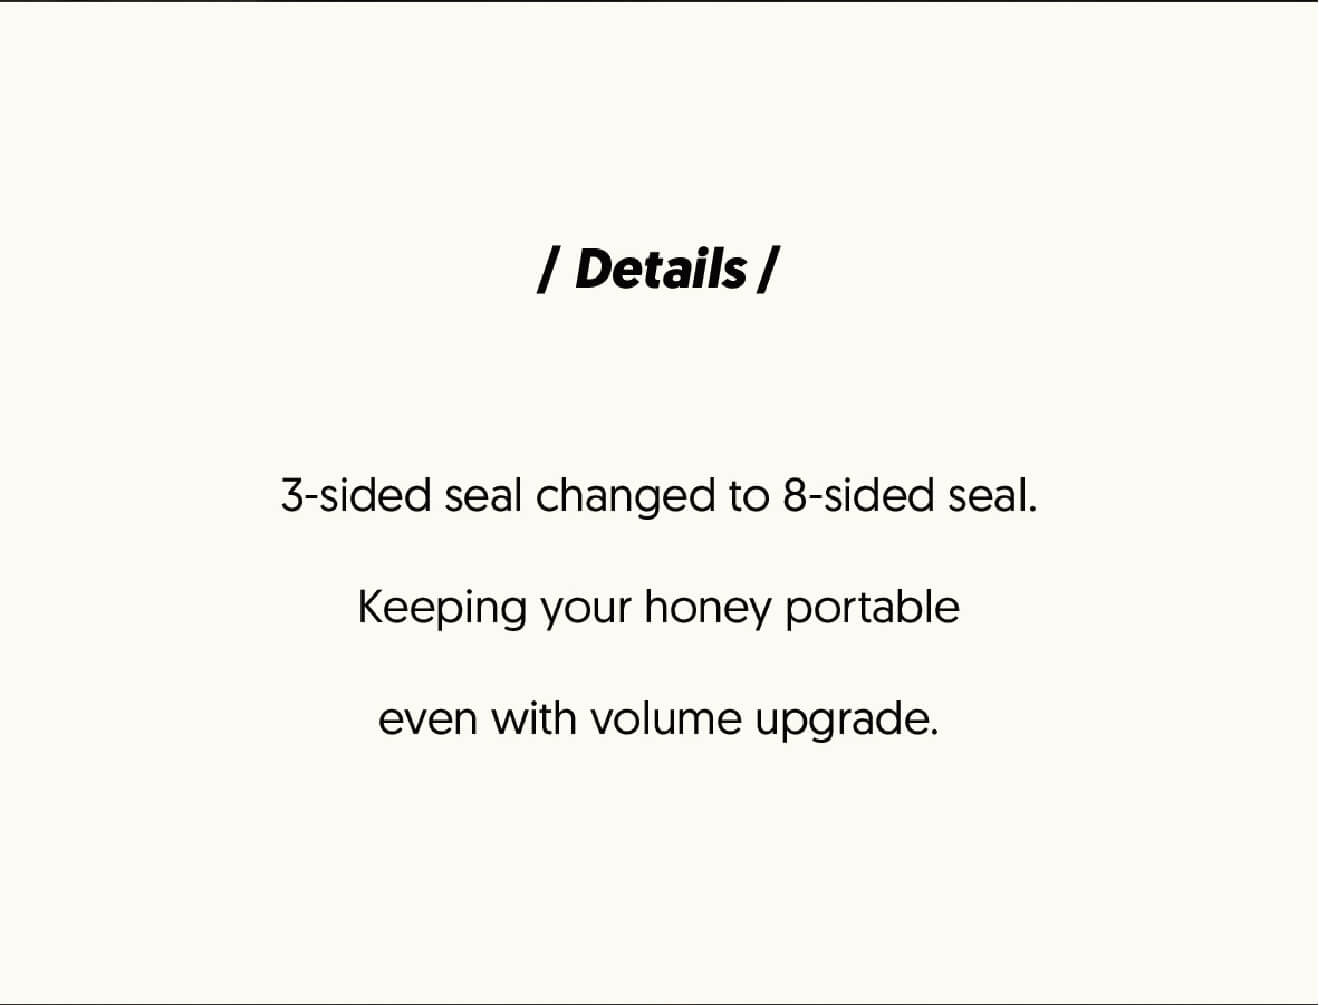 / Details /
3-sided seal changed to 8-sided seal.
Keeping your honey portable
even with volume upgrade.